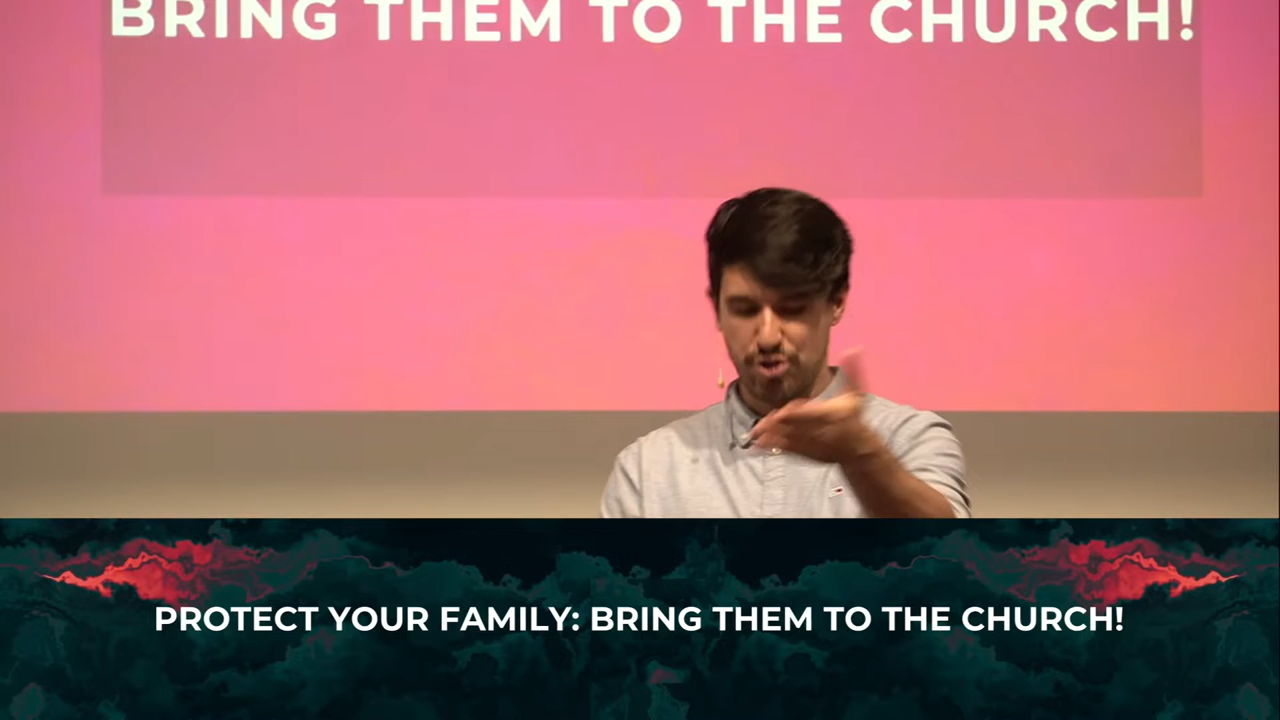 BRING THEM TO THE CHURCH!
PROTECT YOUR FAMILY: BRING THEM TO THE CHURCH!